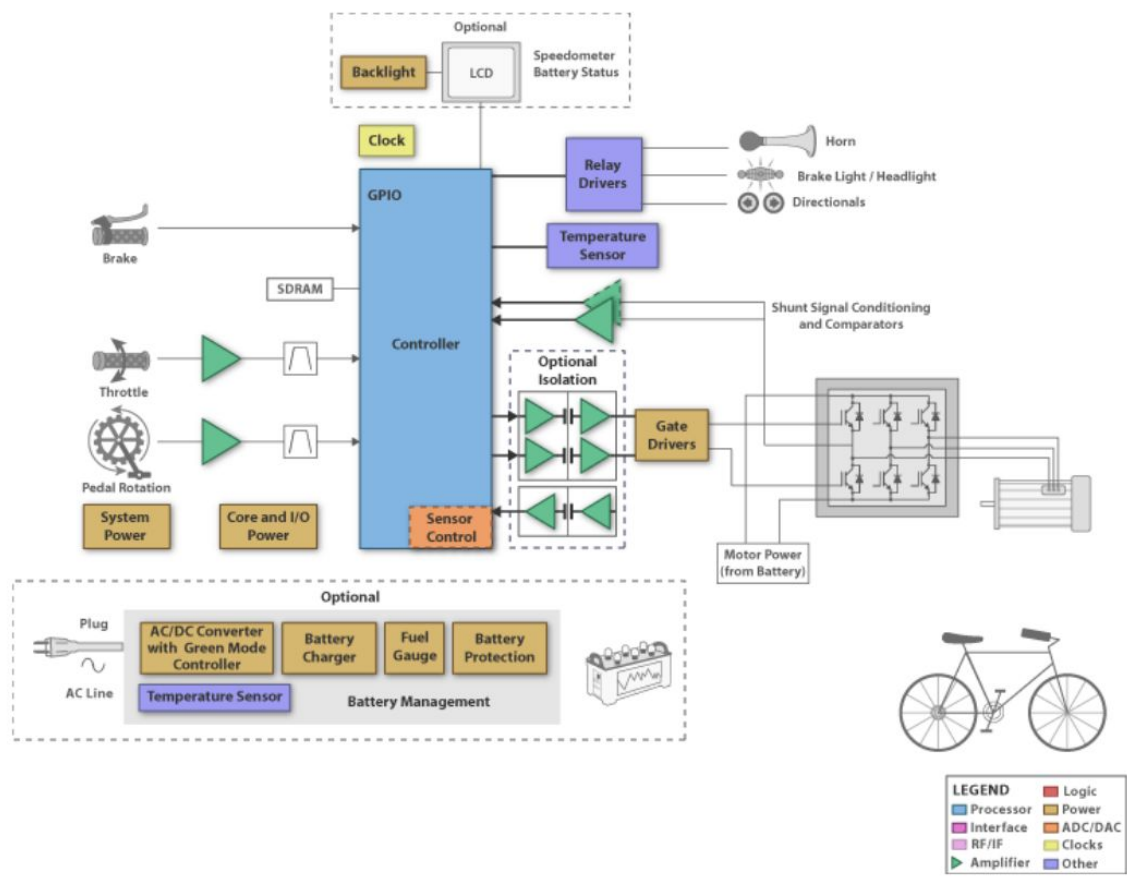 Optional
Backlight
LCD
Speedometer
Battery Status
Clock
GPIO
Relay
Drivers
Horn
Brake Light / Headlight
Directionals
Brake
Temperature
Sensor
SDRAM
Shunt Signal Conditioning
and Comparators
Controller
Throttle
Optional
Isolation
Gate
Drivers
Pedal Rotation
System
Power
Core and I/O
Power
Sensor
Control
Motor Power
(from Battery)
Optional
Plug
AC Line
AC/DC Converter
with Green Mode
Controller
Battery
Charger
Fuel
Gauge
Battery
Protection
Temperature Sensor
Battery Management
LEGEND
Processor
Interface
RF/IF
Amplifier
Logic
Power
ADC/DAC
Clocks
Other